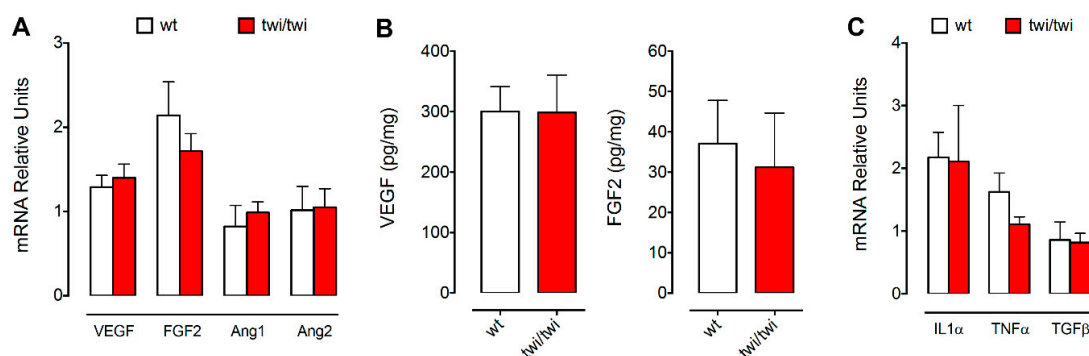 A
wt
twi/twi
mRNA Relative Units
3
2
1
0
VEGF
FGF2
Ang1
Ang2
B
VEGF (pg/mg)
400
300
200
100
0
wt
twi/twi
FGF2 (pg/mg)
60
50
40
30
20
10
0
wt
twi/twi
C
wt
twi/twi
mRNA Relative Units
4
3
2
1
0
IL1α
TNFα
TGFβ